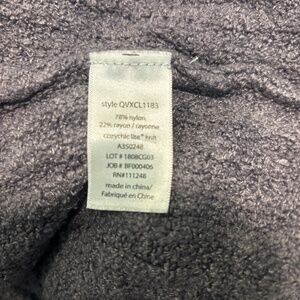 style QVXCL1183
78% nylon
22% rayon / rayonne
cozychic lite® knit
A350248
LOT # 1808CG03
JOB # BF000406
RN#111248
made in china/
Fabriqué en Chine